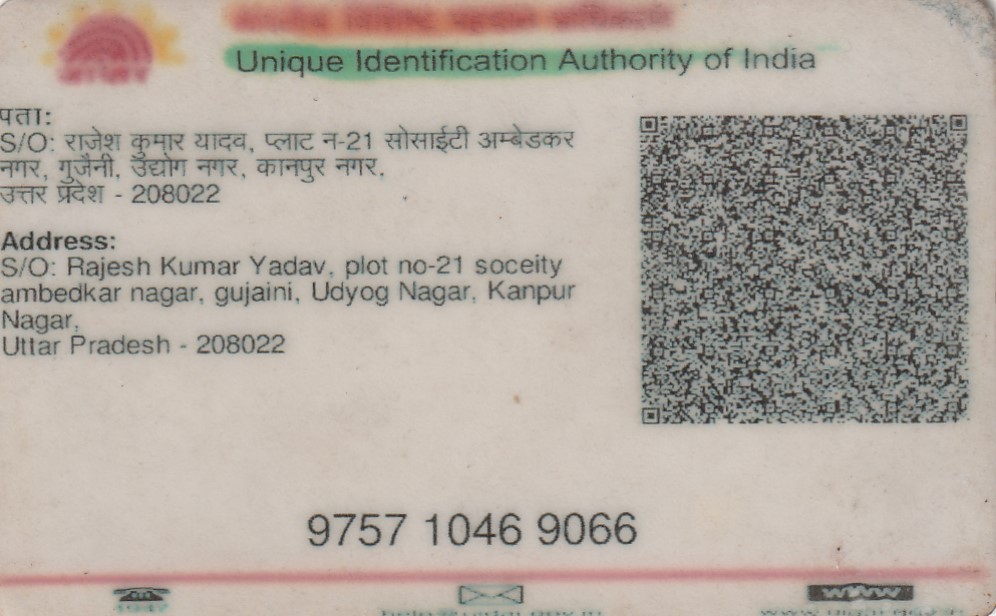 Unique Identification Authority of India
पता:
S/O: राजेश कुमार यादव, प्लाट न-21 सोसाईटी अम्बेडकर
नगर, गुजैनी, उद्योग नगर, कानपुर नगर,
उत्तर प्रदेश - 208022
Address:
S/O: Rajesh Kumar Yadav, plot no-21 soceity
ambedkar nagar, gujaini, Udyog Nagar, Kanpur
Nagar,
Uttar Pradesh - 208022
9757 1046 9066
1947
www